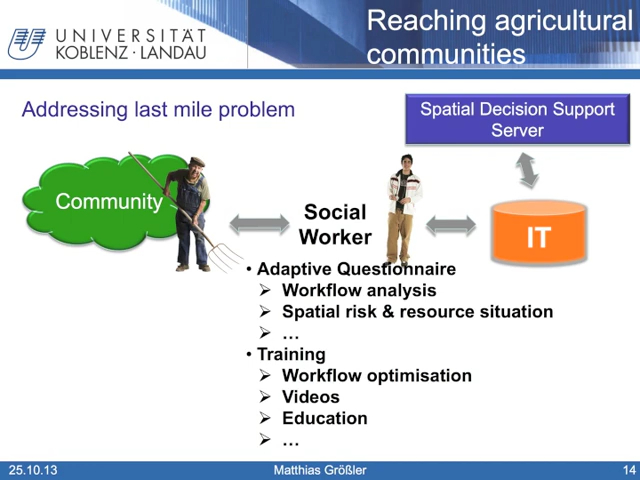 UNIVERSITÄT
KOBLENZ · LANDAU
Reaching agricultural
communities
Addressing last mile problem
Spatial Decision Support
Server
Community
Social
Worker
IT
• Adaptive Questionnaire
➢ Workflow analysis
➢ Spatial risk & resource situation
➢ …
• Training
➢ Workflow optimisation
➢ Videos
➢ Education
➢ …
25.10.13
Matthias Größler
14